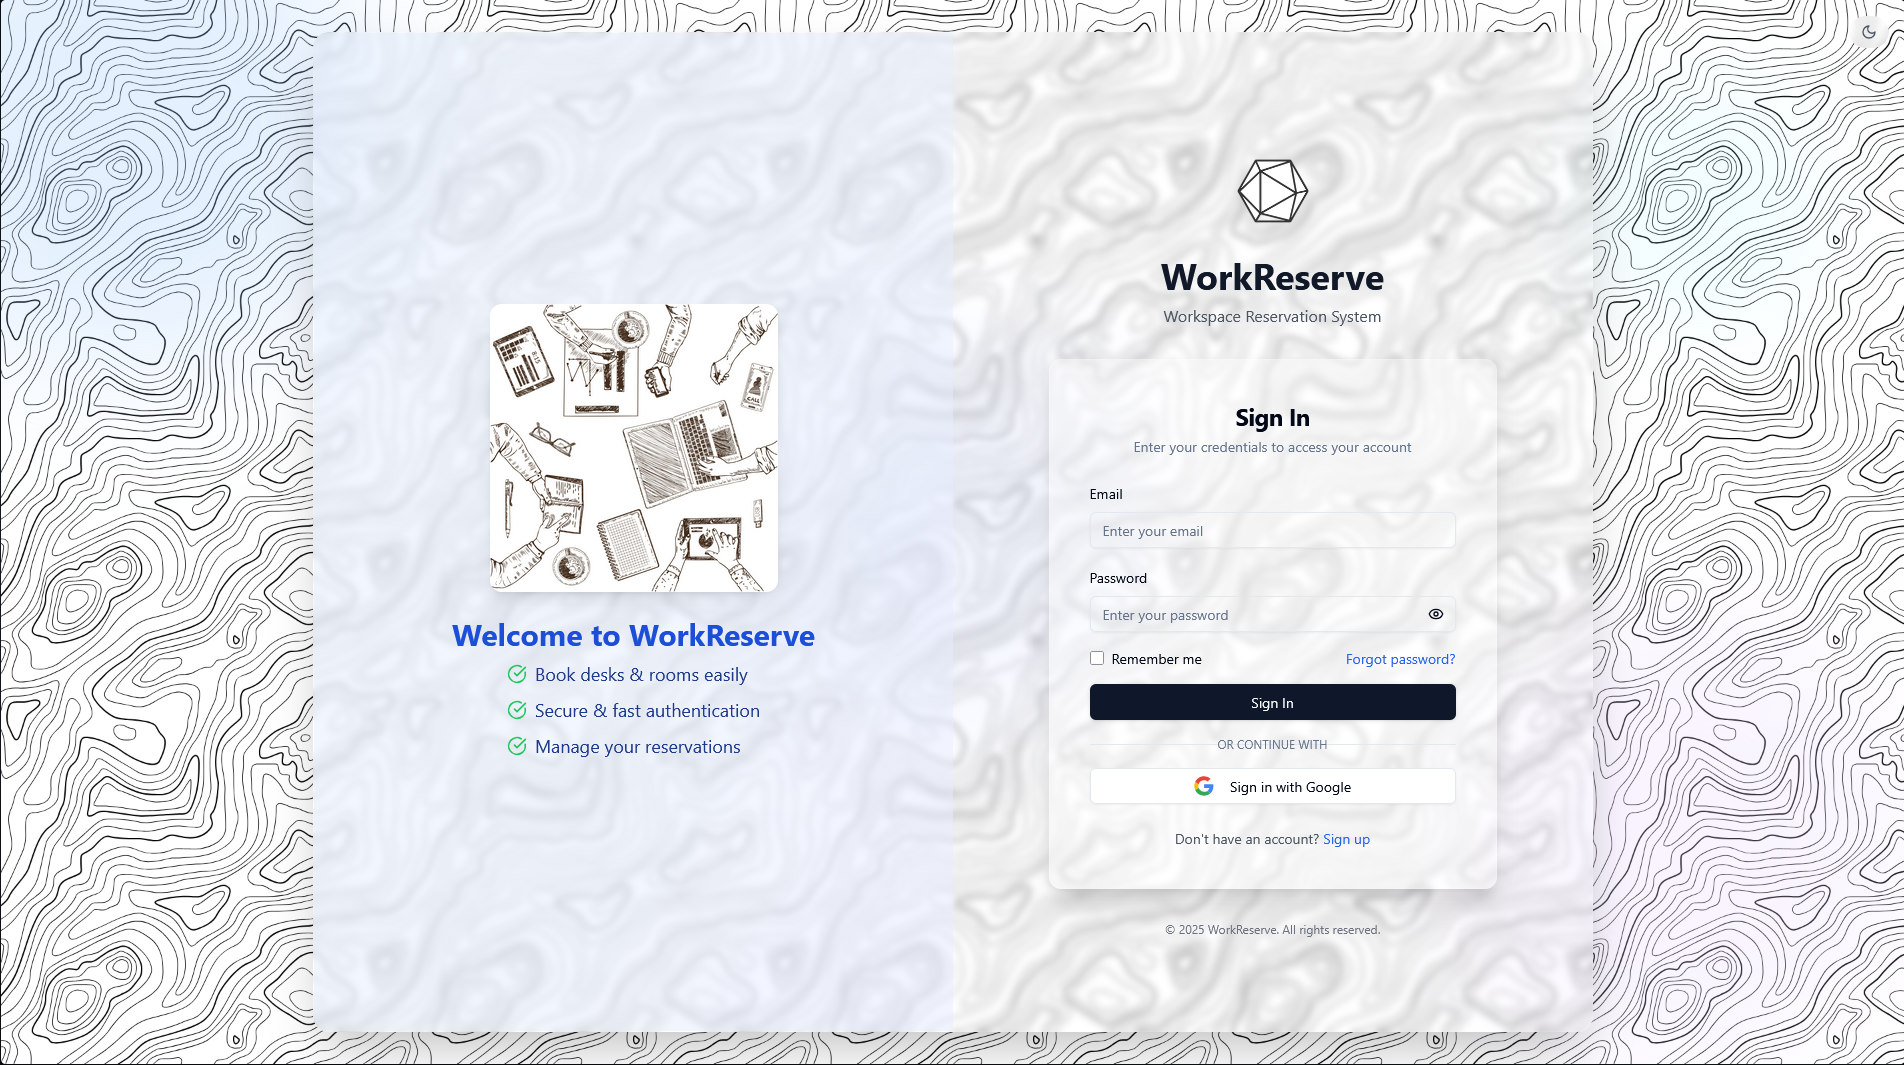 8:15
CALL
Welcome to WorkReserve
Book desks & rooms easily
Secure & fast authentication
Manage your reservations
WorkReserve
Workspace Reservation System
Sign In
Enter your credentials to access your account
Email
Enter your email
Password
Enter your password
Remember me
Forgot password?
Sign In
OR CONTINUE WITH
Sign in with Google
Don't have an account? Sign up
© 2025 WorkReserve. All rights reserved.